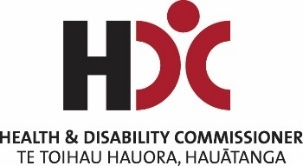 HDC
HEALTH & DISABILITY COMMISSIONER
TE TOIHAU HAUORA, HAUĀTANGA